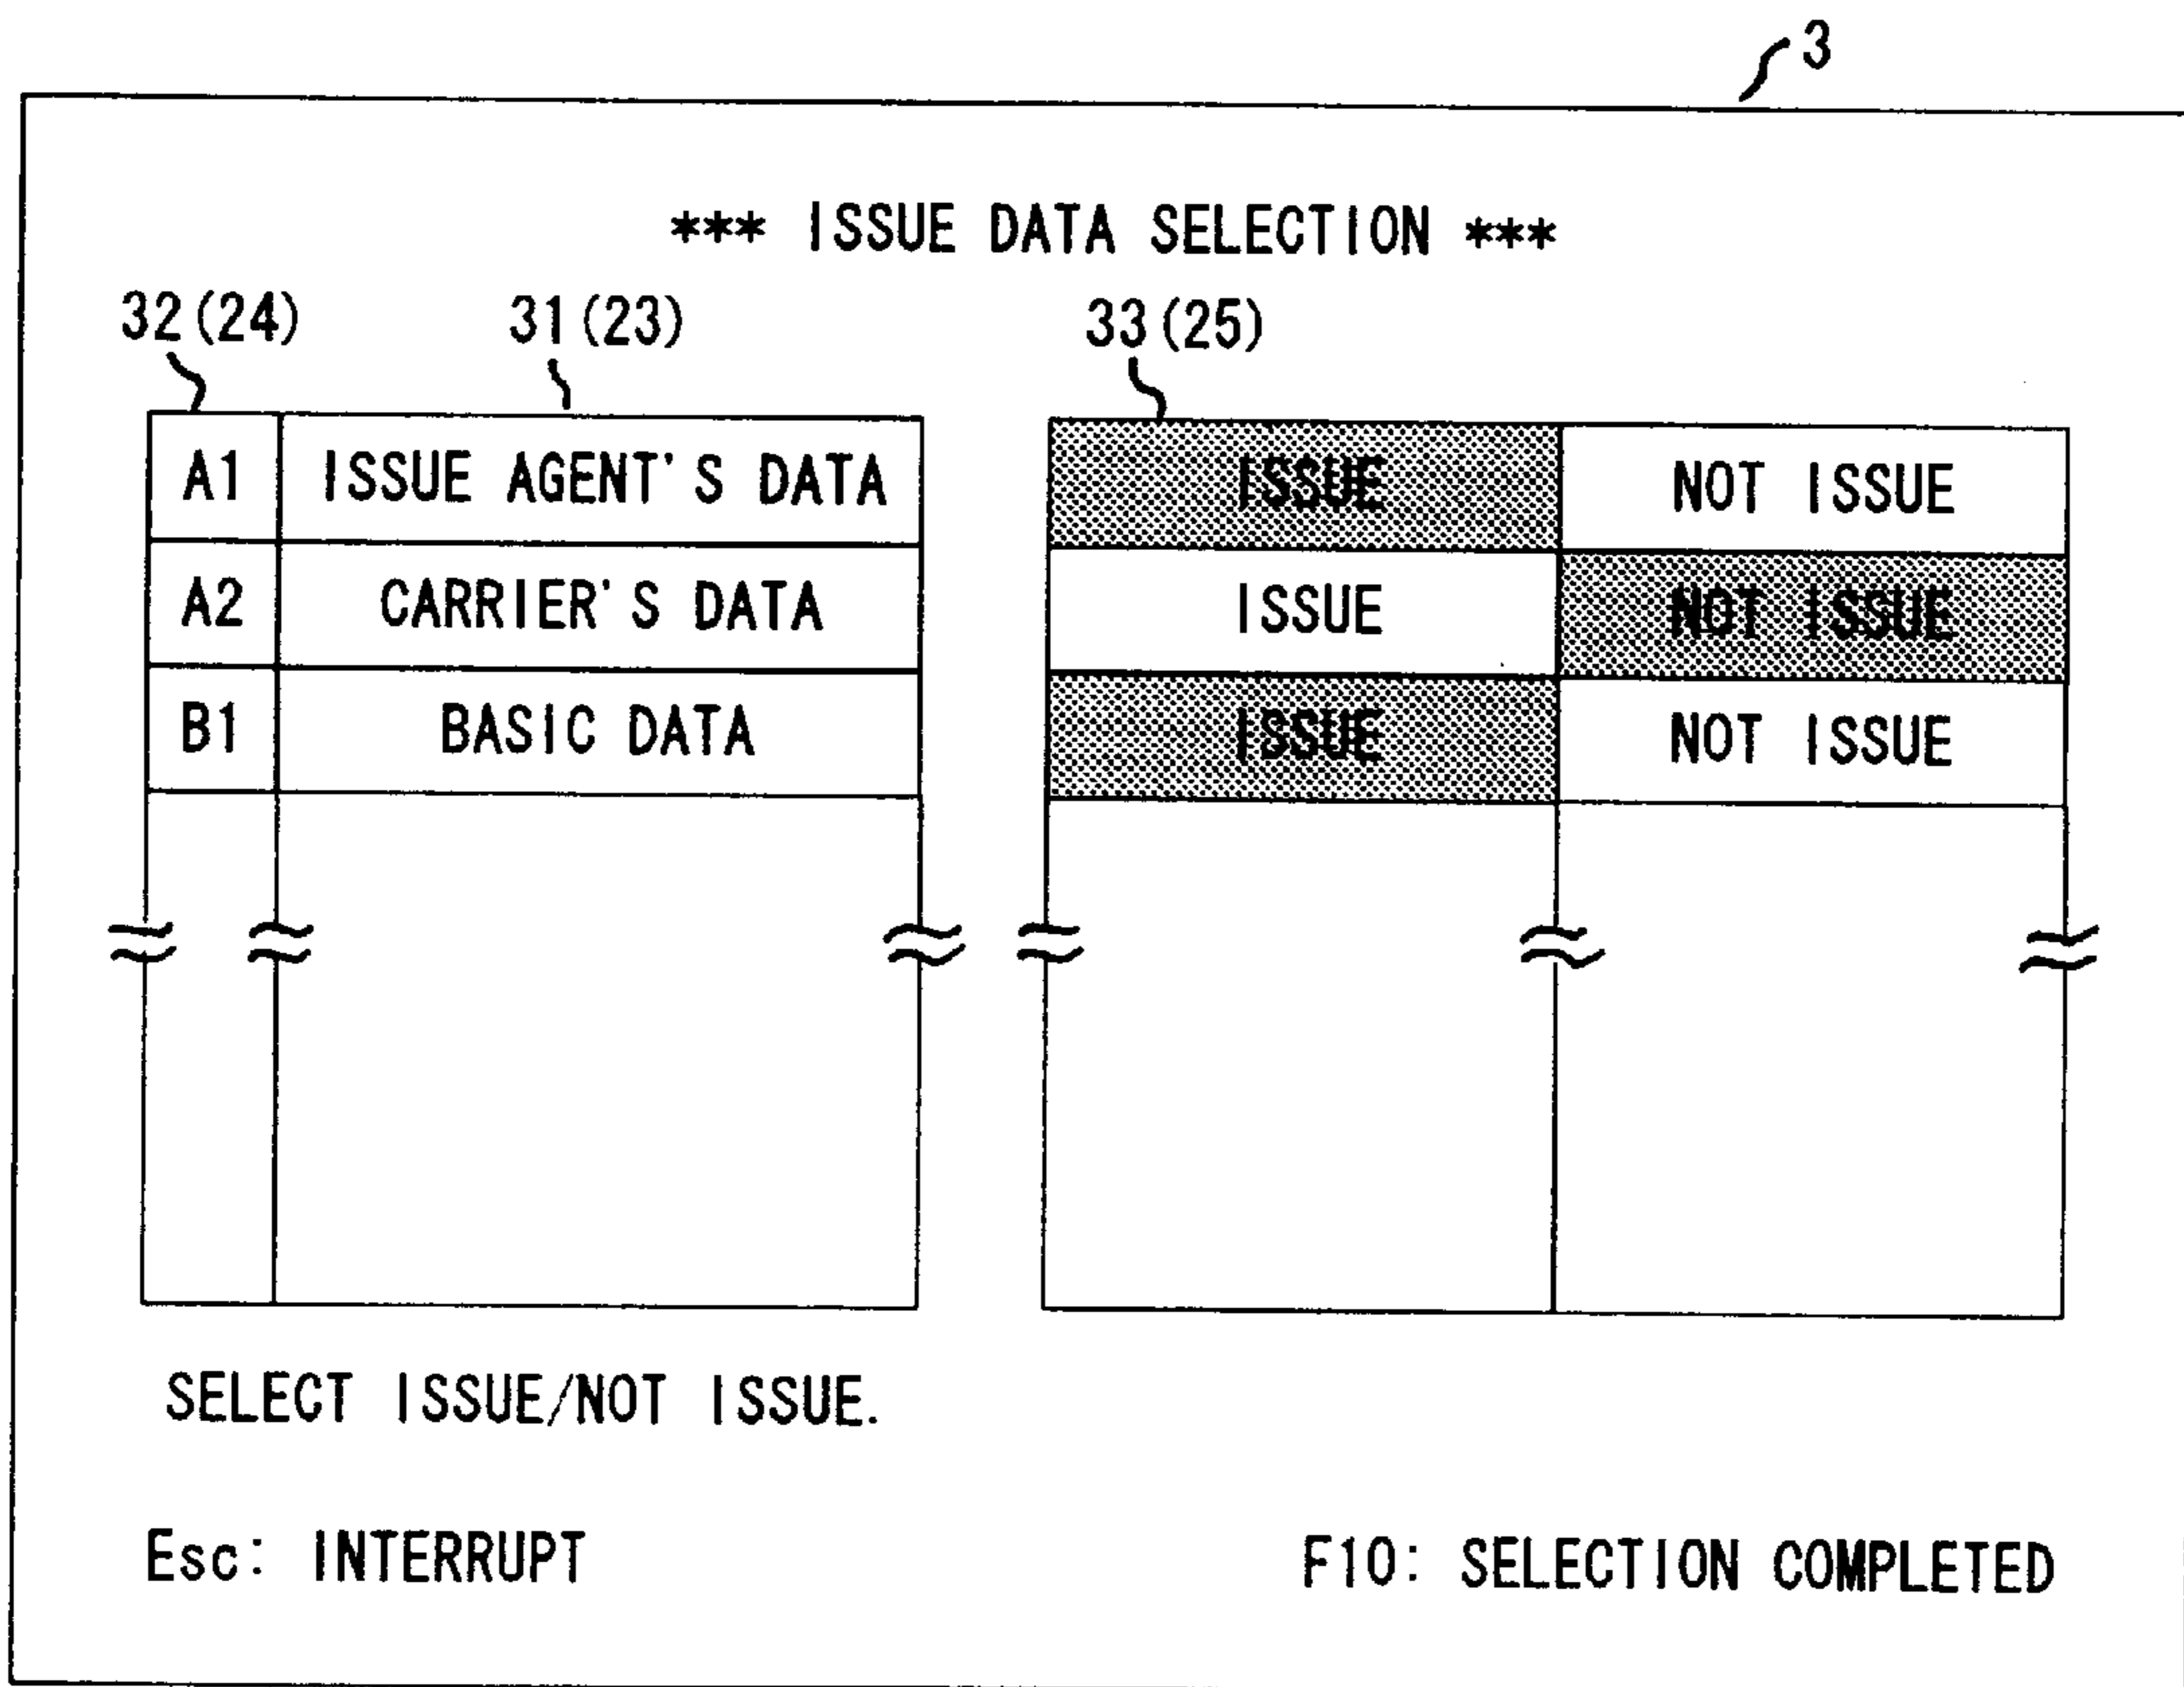 3
*** ISSUE DATA SELECTION ***
32(24) 31(23) 33(25)
A1 ISSUE AGENT'S DATA ISSUE NOT ISSUE
A2 CARRIER'S DATA ISSUE NOT ISSUE
B1 BASIC DATA ISSUE NOT ISSUE
SELECT ISSUE/NOT ISSUE.
Esc: INTERRUPT F10: SELECTION COMPLETED